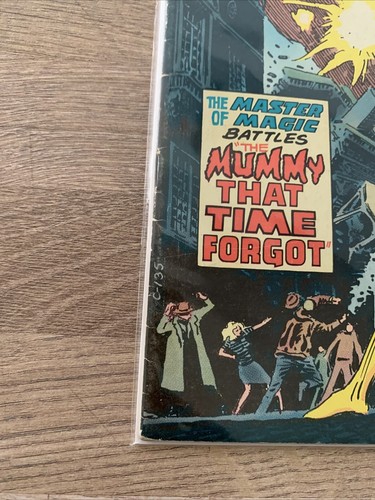 THE MASTER
OF MAGIC
BATTLES
"THE
MUMMY
THAT
TIME
FORGOT"
C-135